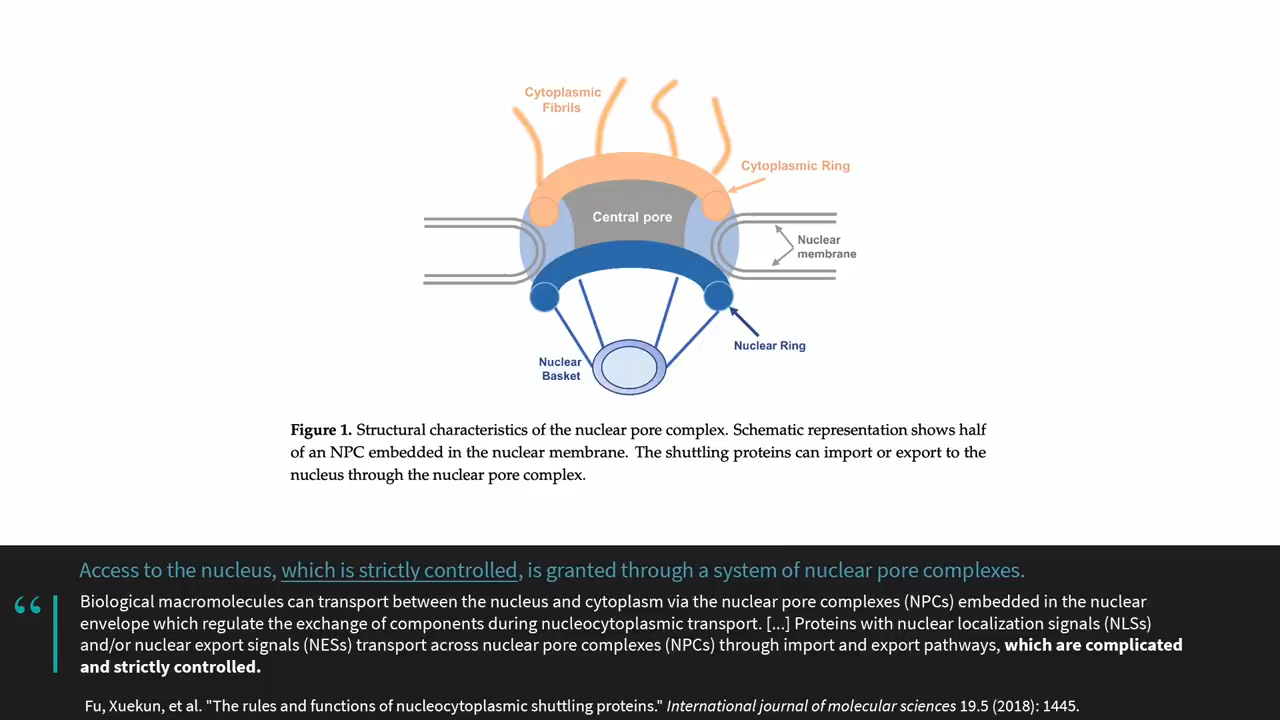 Cytoplasmic
Fibrils
Cytoplasmic Ring
Central pore
Nuclear
membrane
Nuclear Ring
Nuclear
Basket
Figure 1. Structural characteristics of the nuclear pore complex. Schematic representation shows half
of an NPC embedded in the nuclear membrane. The shuttling proteins can import or export to the
nucleus through the nuclear pore complex.
Access to the nucleus, which is strictly controlled, is granted through a system of nuclear pore complexes.
“
Biological macromolecules can transport between the nucleus and cytoplasm via the nuclear pore complexes (NPCs) embedded in the nuclear
envelope which regulate the exchange of components during nucleocytoplasmic transport. [...] Proteins with nuclear localization signals (NLSs)
and/or nuclear export signals (NESs) transport across nuclear pore complexes (NPCs) through import and export pathways, which are complicated
and strictly controlled.
Fu, Xuekun, et al. "The rules and functions of nucleocytoplasmic shuttling proteins." International journal of molecular sciences 19.5 (2018): 1445.